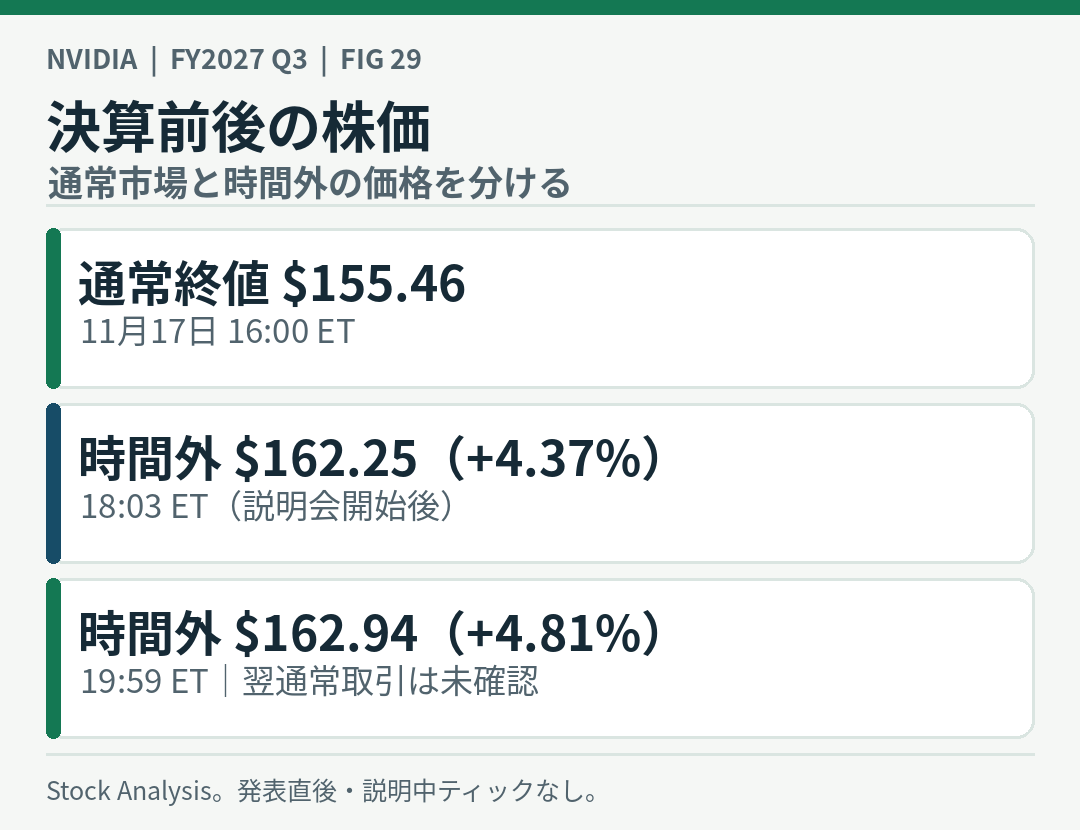 NVIDIA | FY2027 Q3 | FIG 29
決算前後の株価
通常市場と時間外の価格を分ける
通常終値 $155.46
11月17日 16:00 ET
時間外 $162.25（+4.37%）
18:03 ET（説明会開始後）
時間外 $162.94（+4.81%）
19:59 ET｜翌通常取引は未確認
Stock Analysis。発表直後・説明中ティックなし。